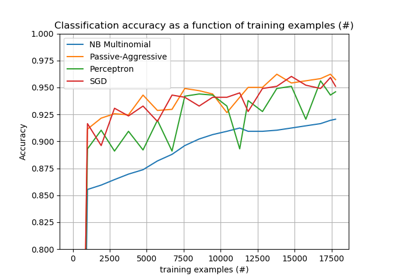 Classification accuracy as a function of training examples (#)
NB Multinomial
Passive-Aggressive
Perceptron
SGD
Accuracy
1.000
0.975
0.950
0.925
0.900
0.875
0.850
0.825
0.800
0 2500 5000 7500 10000 12500 15000 17500
training examples (#)